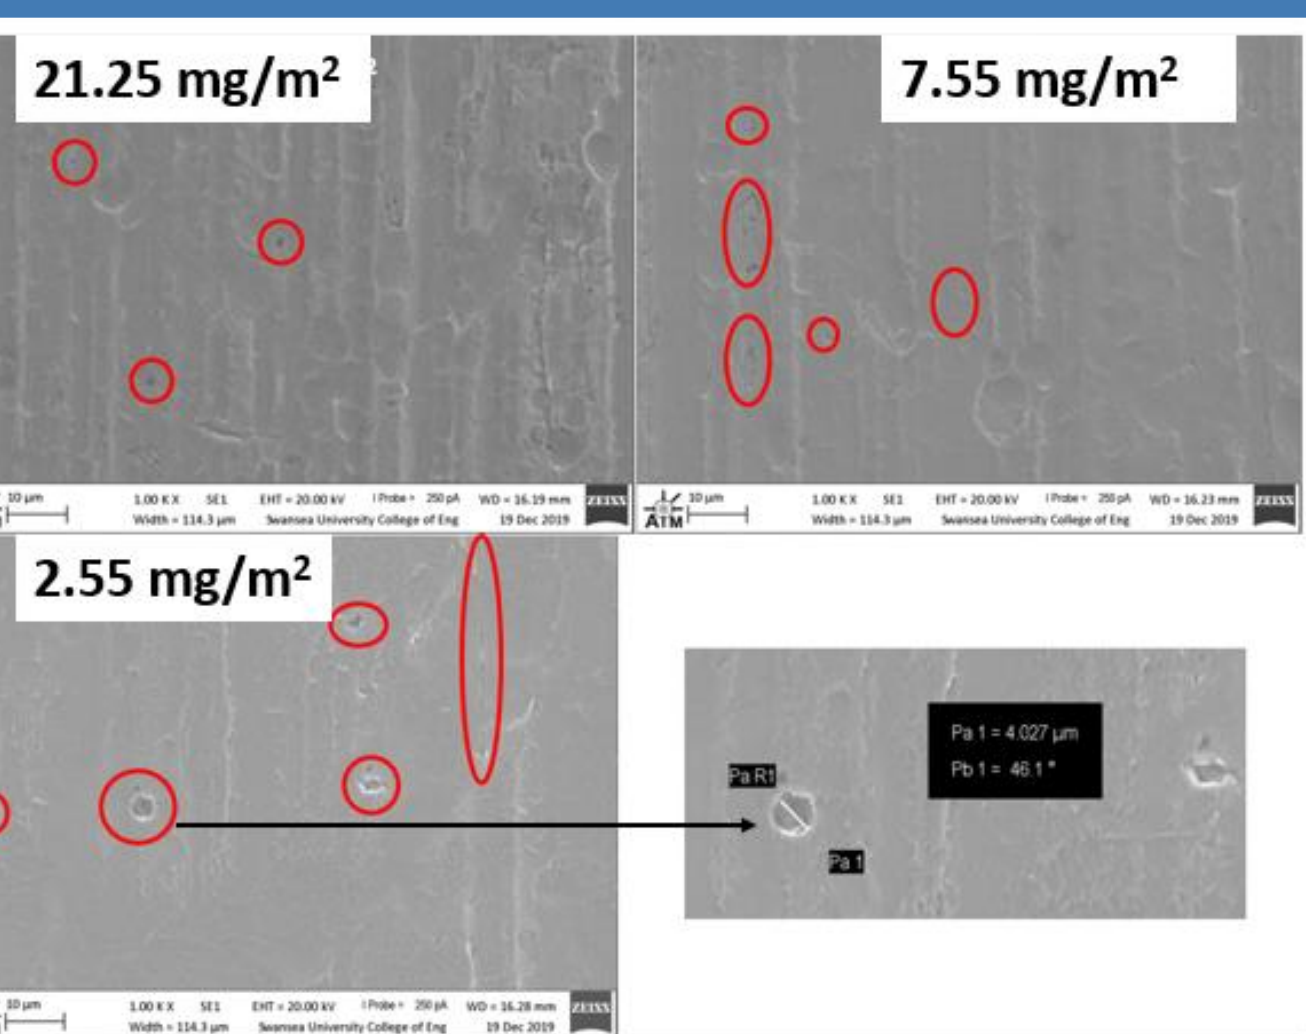 21.25 mg/m²
7.55 mg/m²
10 µm 1.00 K X SE1 EHT = 20.00 kV I Probe = 250 pA WD = 16.19 mm ZEISS
Width = 114.3 µm Swansea University College of Eng 19 Dec 2019
10 µm 1.00 K X SE1 EHT = 20.00 kV I Probe = 250 pA WD = 16.23 mm ZEISS
ATM Width = 114.3 µm Swansea University College of Eng 19 Dec 2019
2.55 mg/m²
Pa 1 = 4.027 µm
Pb 1 = 46.1 °
Pa R1
Pa 1
10 µm 1.00 K X SE1 EHT = 20.00 kV I Probe = 250 pA WD = 16.28 mm ZEISS
Width = 114.3 µm Swansea University College of Eng 19 Dec 2019